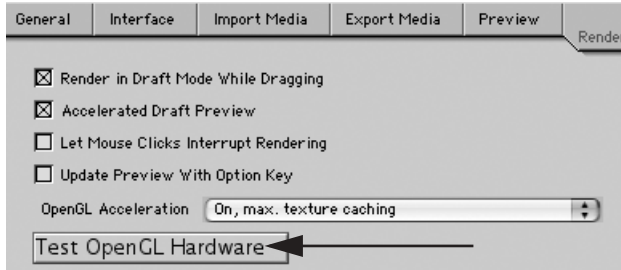 General Interface Import Media Export Media Preview
Render
Render in Draft Mode While Dragging
Accelerated Draft Preview
Let Mouse Clicks Interrupt Rendering
Update Preview With Option Key
OpenGL Acceleration On, max. texture caching
Test OpenGL Hardware